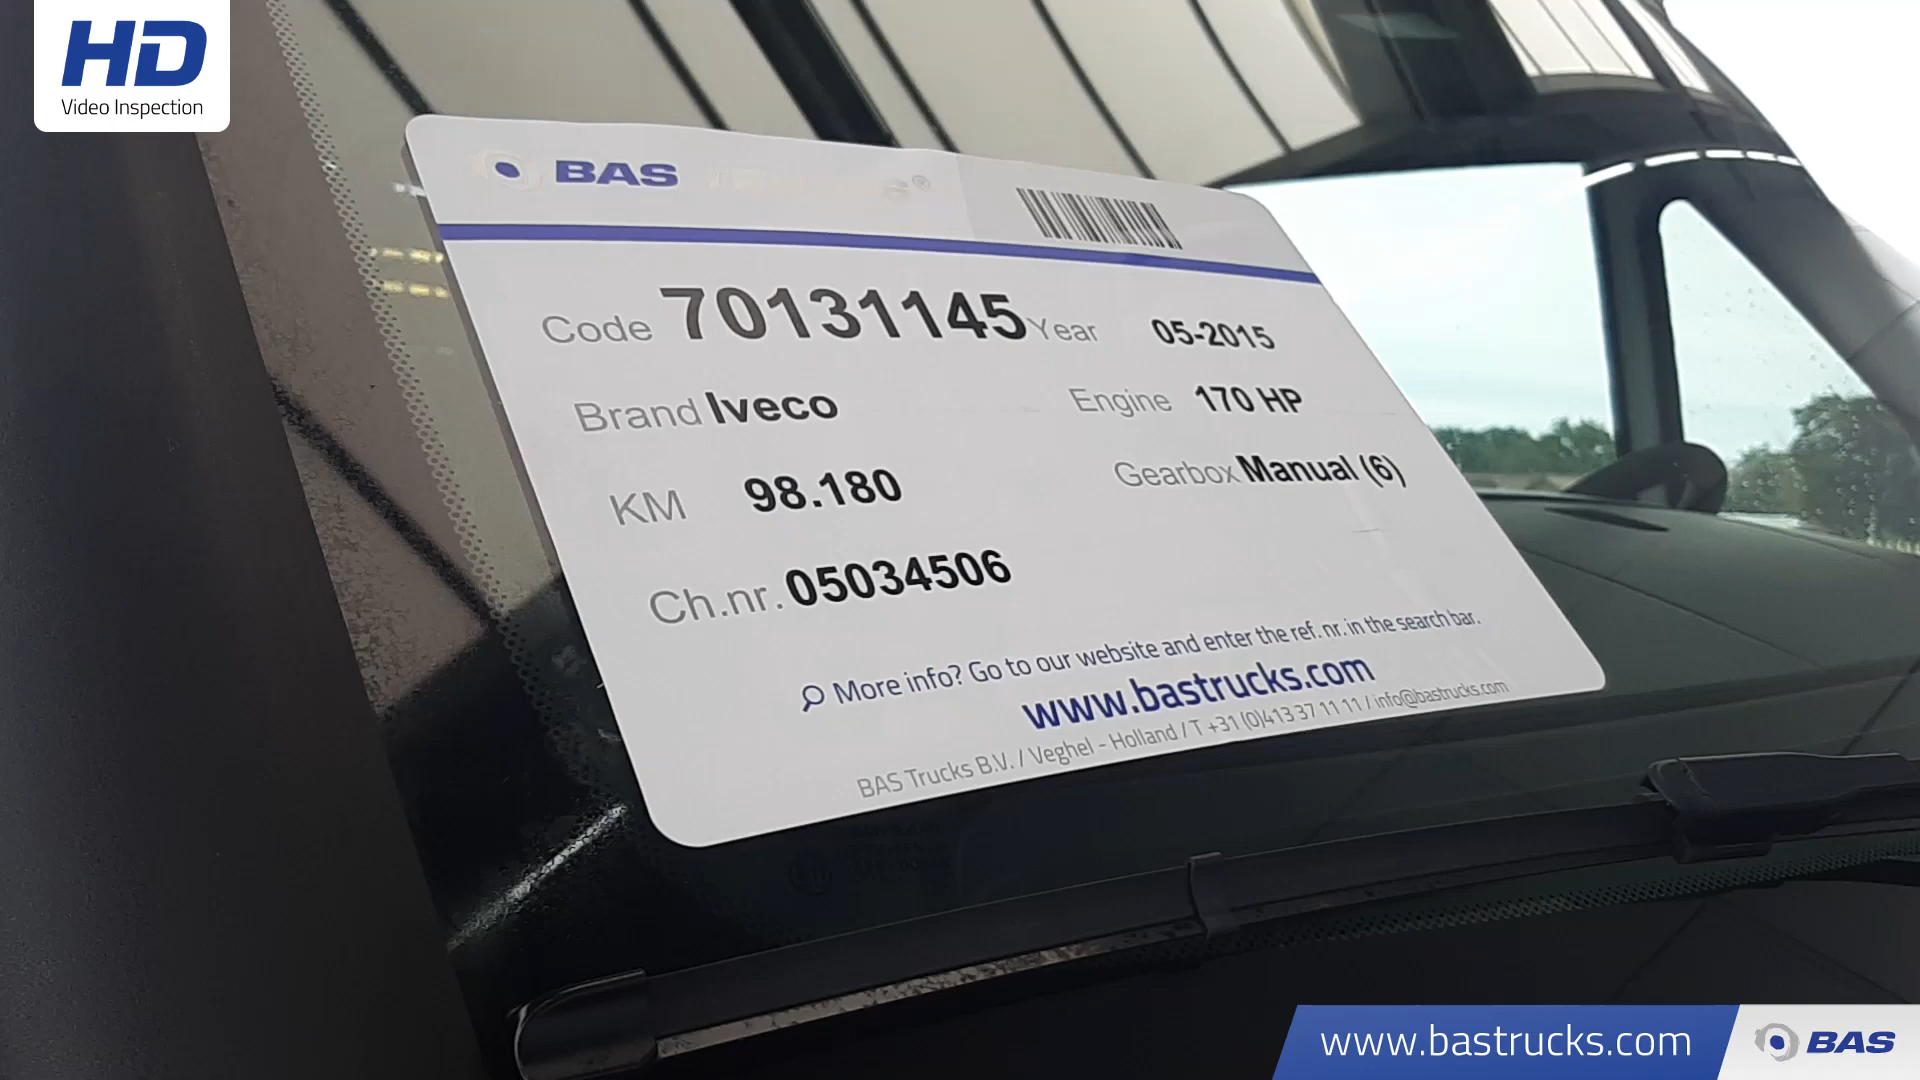 HD
Video Inspection
BAS ®
Code 70131145 Year 05-2015
Brand Iveco Engine 170 HP
KM 98.180 Gearbox Manual (6)
Ch.nr. 05034506
More info? Go to our website and enter the ref. nr. in the search bar.
www.bastrucks.com
BAS Trucks B.V. / Veghel - Holland / T +31 (0)413 37 11 11 / info@bastrucks.com
www.bastrucks.com BAS